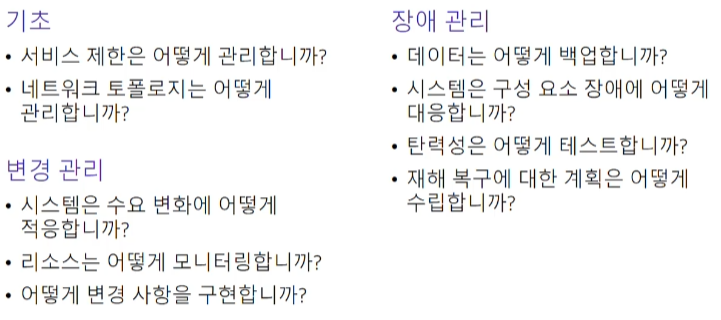 기초
• 서비스 제한은 어떻게 관리합니까?
• 네트워크 토폴로지는 어떻게
관리합니까?
변경 관리
• 시스템은 수요 변화에 어떻게
적응합니까?
• 리소스는 어떻게 모니터링합니까?
• 어떻게 변경 사항을 구현합니까?
장애 관리
• 데이터는 어떻게 백업합니까?
• 시스템은 구성 요소 장애에 어떻게
대응합니까?
• 탄력성은 어떻게 테스트합니까?
• 재해 복구에 대한 계획은 어떻게
수립합니까?